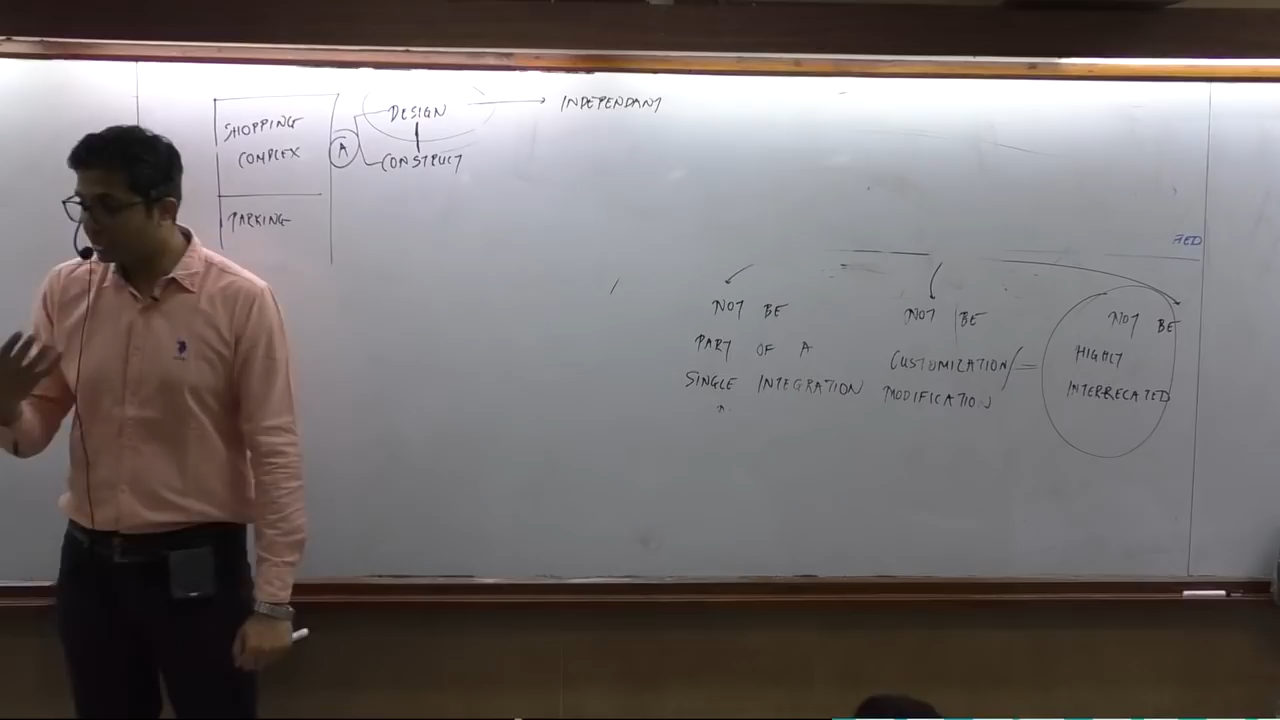 SHOPPING
COMPLEX
PARKING
A
DESIGN
CONSTRUCT
INDEPENDANT
NOT BE
PART OF A
SINGLE INTEGRATION
NOT BE
CUSTOMIZATION/
MODIFICATION
NOT BE
HIGHLY
INTERRECATED